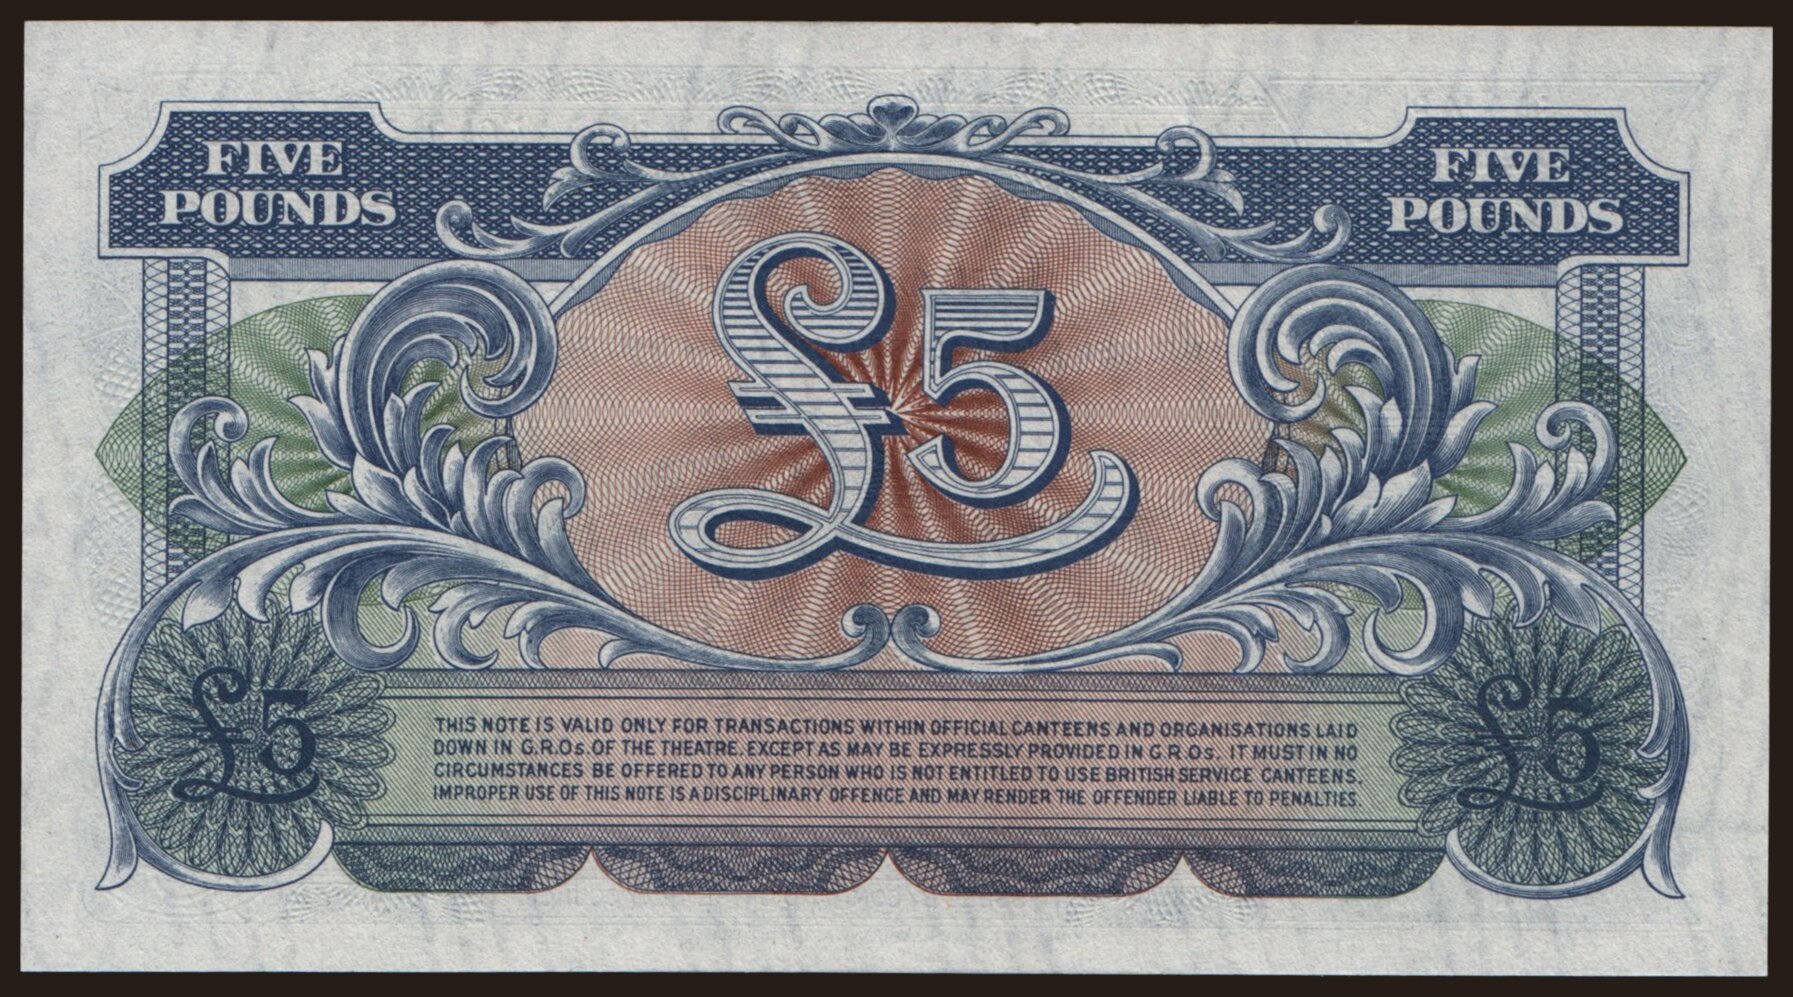 FIVE
POUNDS
FIVE
POUNDS
£5
THIS NOTE IS VALID ONLY FOR TRANSACTIONS WITHIN OFFICIAL CANTEENS AND ORGANISATIONS LAID
DOWN IN G.R.Os. OF THE THEATRE. EXCEPT AS MAY BE EXPRESSLY PROVIDED IN G.R.Os. IT MUST IN NO
CIRCUMSTANCES BE OFFERED TO ANY PERSON WHO IS NOT ENTITLED TO USE BRITISH SERVICE CANTEENS.
IMPROPER USE OF THIS NOTE IS A DISCIPLINARY OFFENCE AND MAY RENDER THE OFFENDER LIABLE TO PENALTIES.
£5
£5